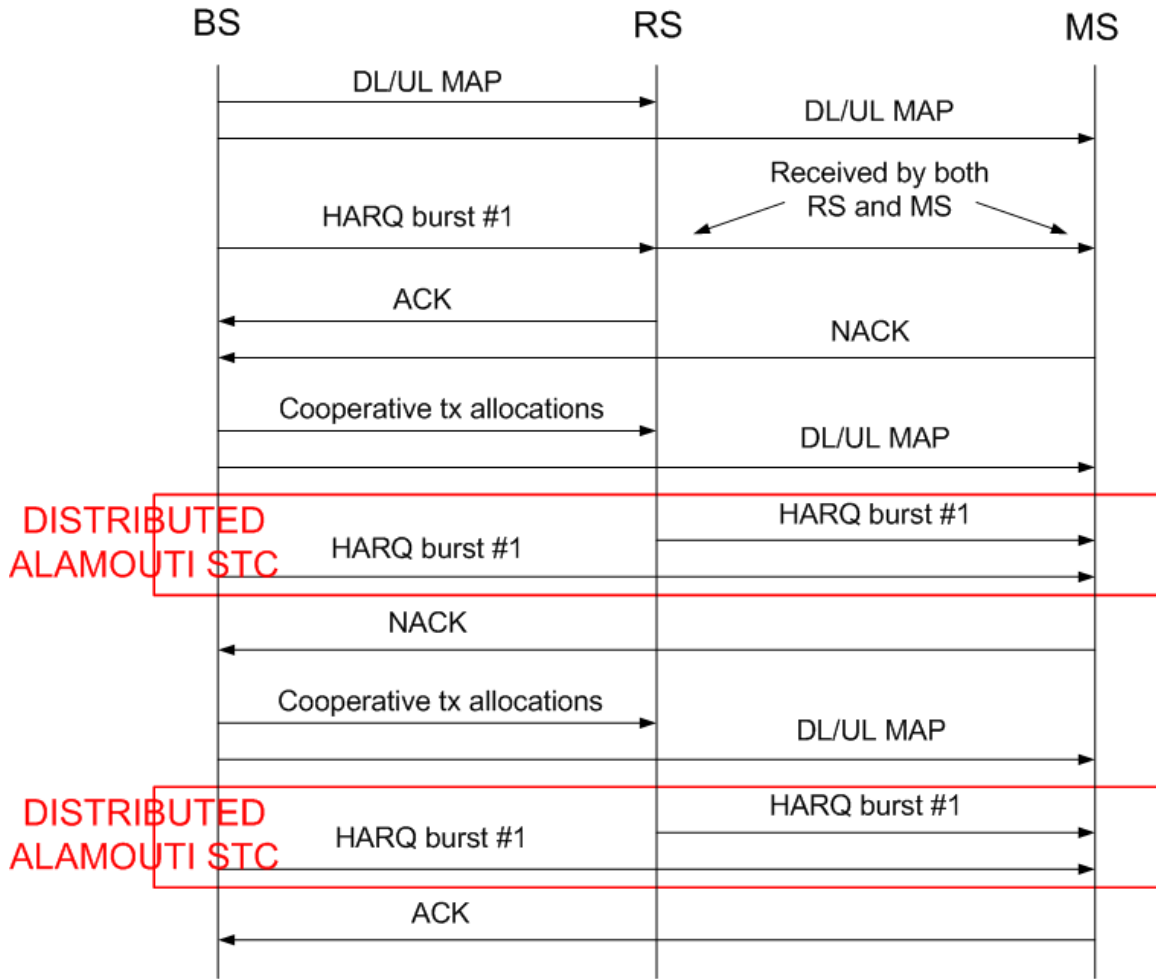 BS
RS
MS
DL/UL MAP
DL/UL MAP
Received by both
RS and MS
HARQ burst #1
ACK
NACK
Cooperative tx allocations
DL/UL MAP
DISTRIBUTED
ALAMOUTI STC
HARQ burst #1
HARQ burst #1
NACK
Cooperative tx allocations
DL/UL MAP
DISTRIBUTED
ALAMOUTI STC
HARQ burst #1
HARQ burst #1
ACK